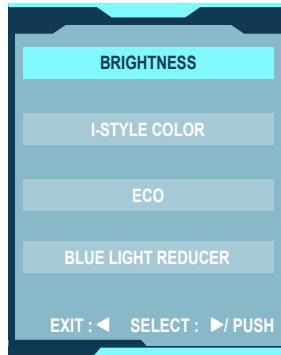 BRIGHTNESS
I-STYLE COLOR
ECO
BLUE LIGHT REDUCER
EXIT : ◀ SELECT : ▶/ PUSH